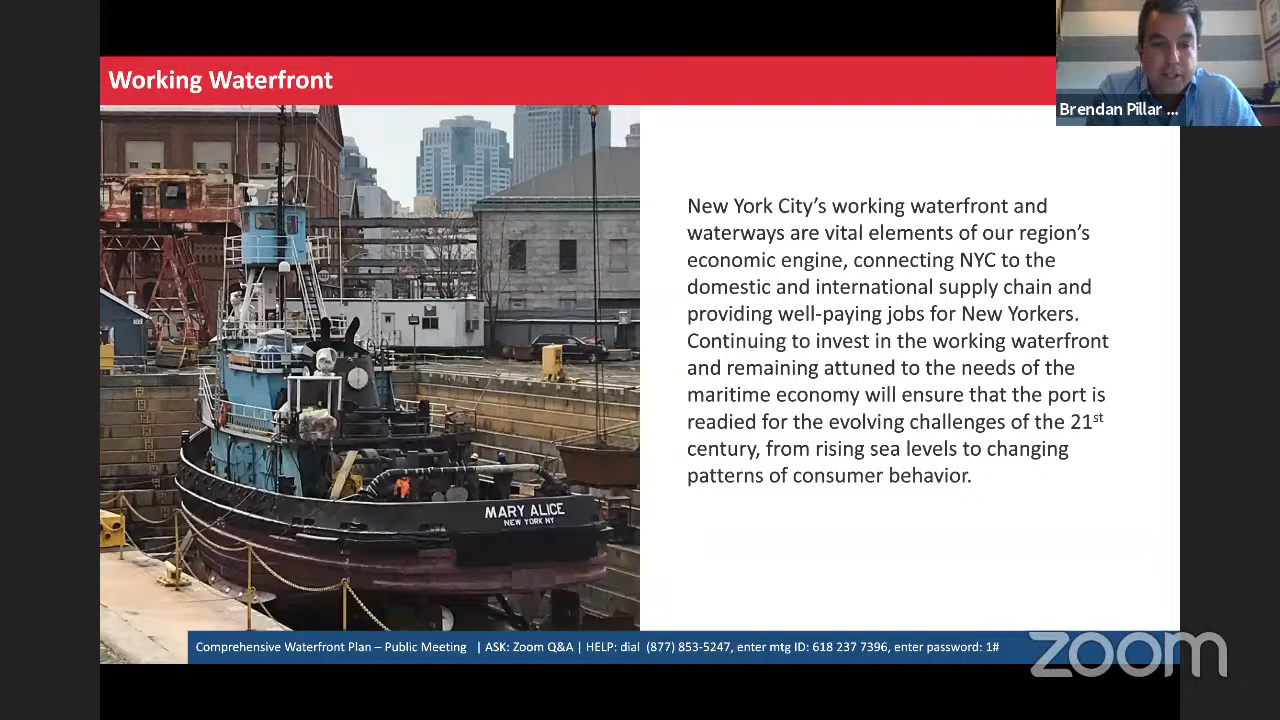 Working Waterfront
Brendan Pillar ...
New York City’s working waterfront and
waterways are vital elements of our region’s
economic engine, connecting NYC to the
domestic and international supply chain and
providing well-paying jobs for New Yorkers.
Continuing to invest in the working waterfront
and remaining attuned to the needs of the
maritime economy will ensure that the port is
readied for the evolving challenges of the 21st
century, from rising sea levels to changing
patterns of consumer behavior.
MARY ALICE
NEW YORK NY
Comprehensive Waterfront Plan – Public Meeting | ASK: Zoom Q&A | HELP: dial (877) 853-5247, enter mtg ID: 618 237 7396, enter password: 1#
zoom